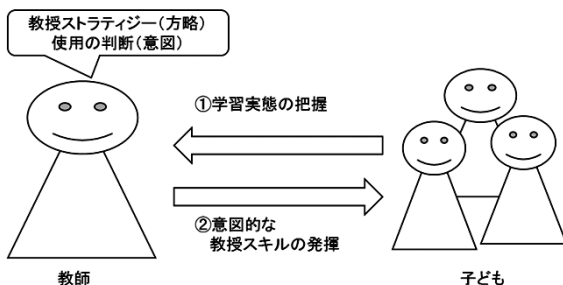 教授ストラティジー(方略)
使用の判断(意図)
①学習実態の把握
②意図的な
教授スキルの発揮
教師
子ども